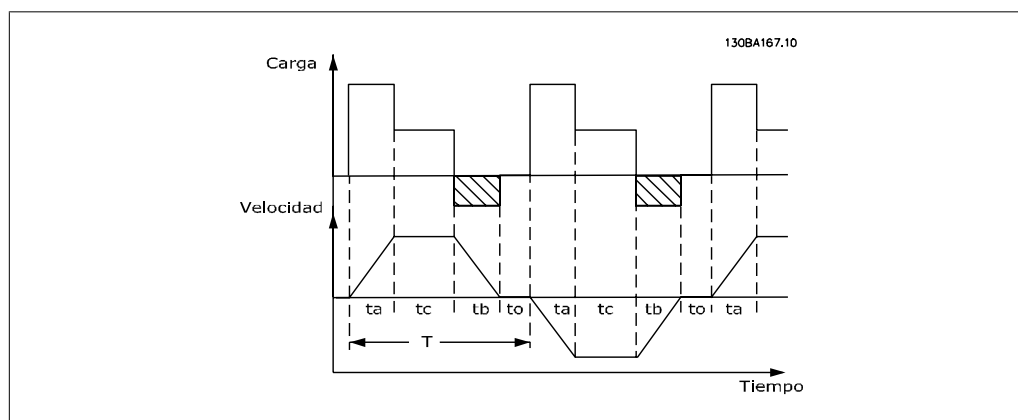 130BA167.10
Carga
Velocidad
ta tc tb to ta tc tb to ta
T
Tiempo